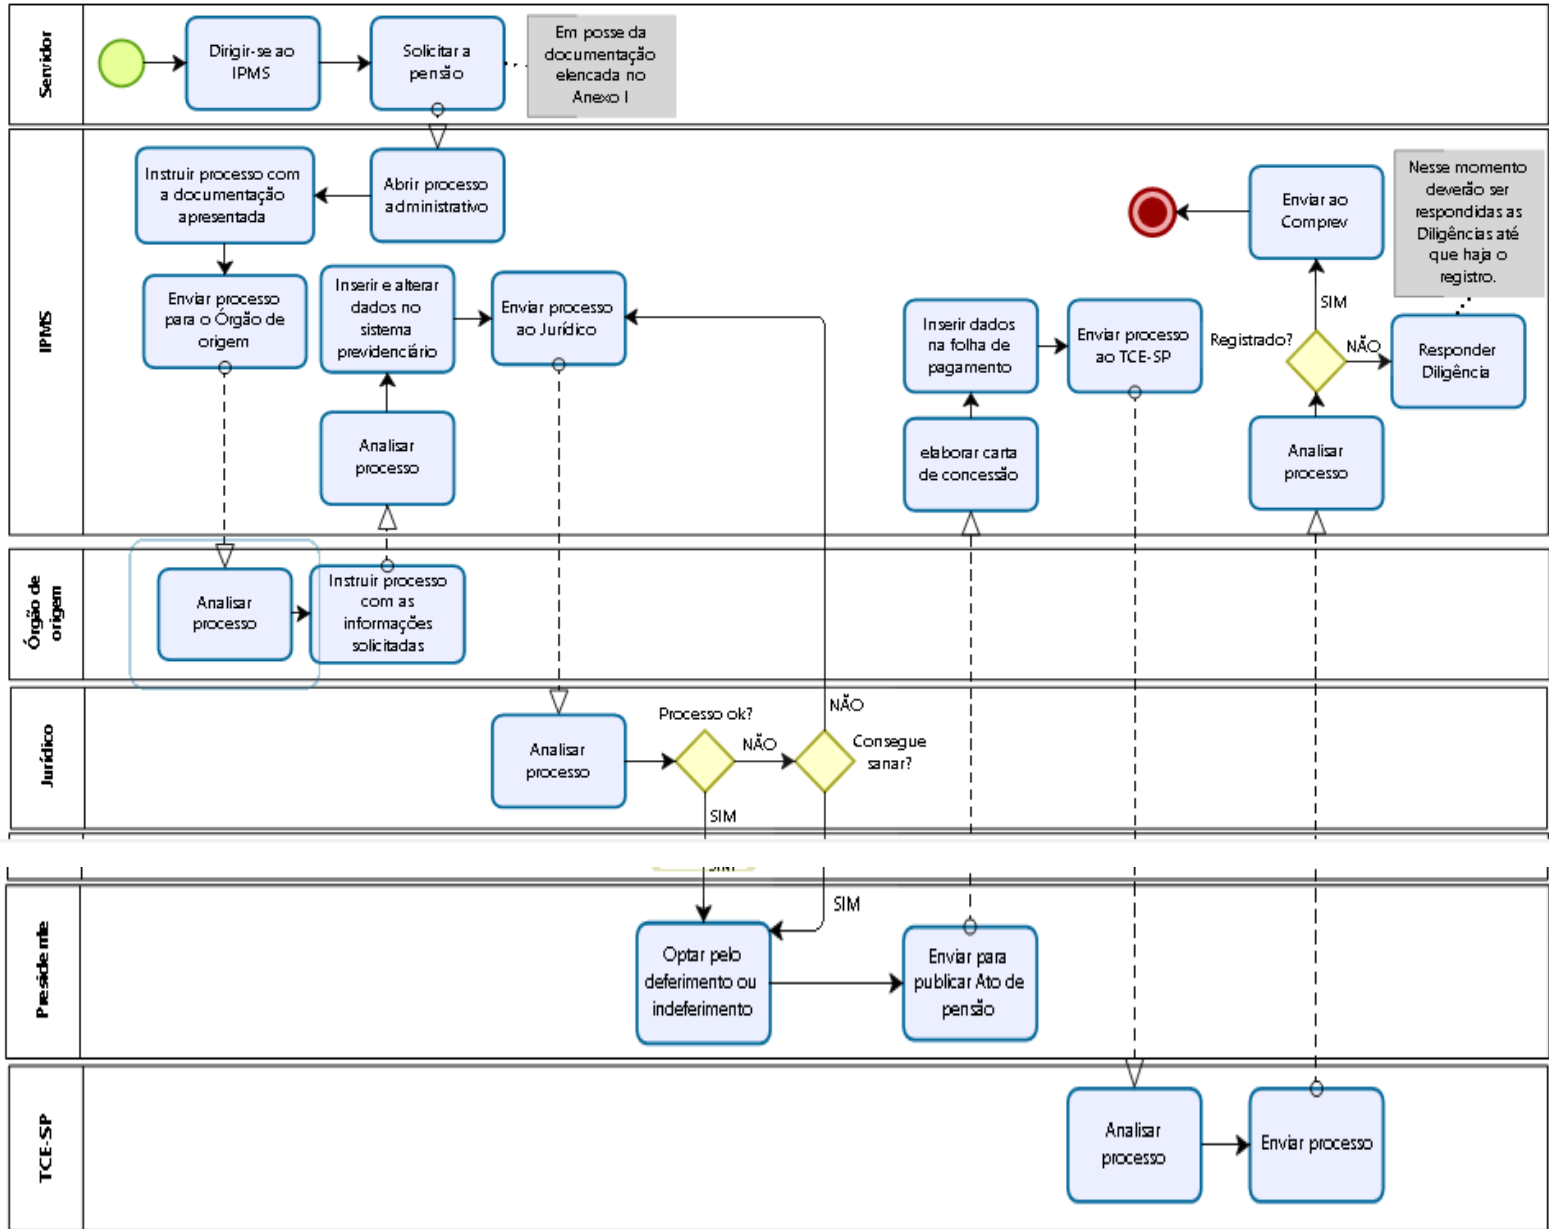 Servidor
Dirigir-se ao
IPMS
Solicitar a
pensão
Em posse da
documentação
elencada no
Anexo I
IPMS
Instruir processo com
a documentação
apresentada
Abrir processo
administrativo
Enviar processo
para o Órgão de
origem
Inserir e alterar
dados no
sistema
previdenciário
Enviar processo
ao Jurídico
Analisar
processo
Inserir dados
na folha de
pagamento
Enviar processo
ao TCE-SP
elaborar carta
de concessão
Enviar ao
Comprev
Nesse momento
deverão ser
respondidas as
Diligências até
que haja o
registro.
SIM
Registrado?
NÃO
Responder
Diligência
Analisar
processo
Órgão de
origem
Analisar
processo
Instruir processo
com as
informações
solicitadas
Jurídico
Analisar
processo
Processo ok?
NÃO
SIM
NÃO
Consegue
sanar?
SIM
Presidente
Optar pelo
deferimento ou
indeferimento
Enviar para
publicar Ato de
pensão
TCE-SP
Analisar
processo
Enviar processo